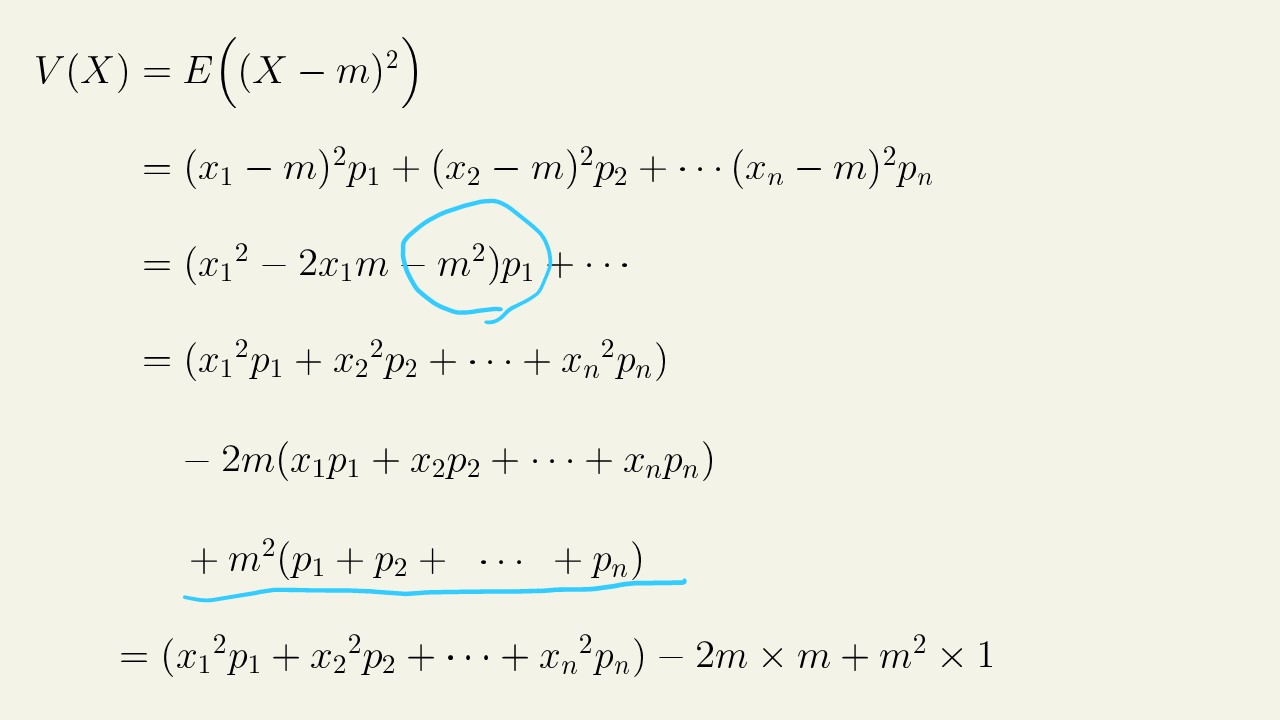 V(X) = E((X − m)²)
= (x₁ − m)²p₁ + (x₂ − m)²p₂ + ··· (xₙ − m)²pₙ
= (x₁² − 2x₁m − m²)p₁ + ···
= (x₁²p₁ + x₂²p₂ + ··· + xₙ²pₙ)
− 2m(x₁p₁ + x₂p₂ + ··· + xₙpₙ)
+ m²(p₁ + p₂ + ··· + pₙ)
= (x₁²p₁ + x₂²p₂ + ··· + xₙ²pₙ) − 2m × m + m² × 1